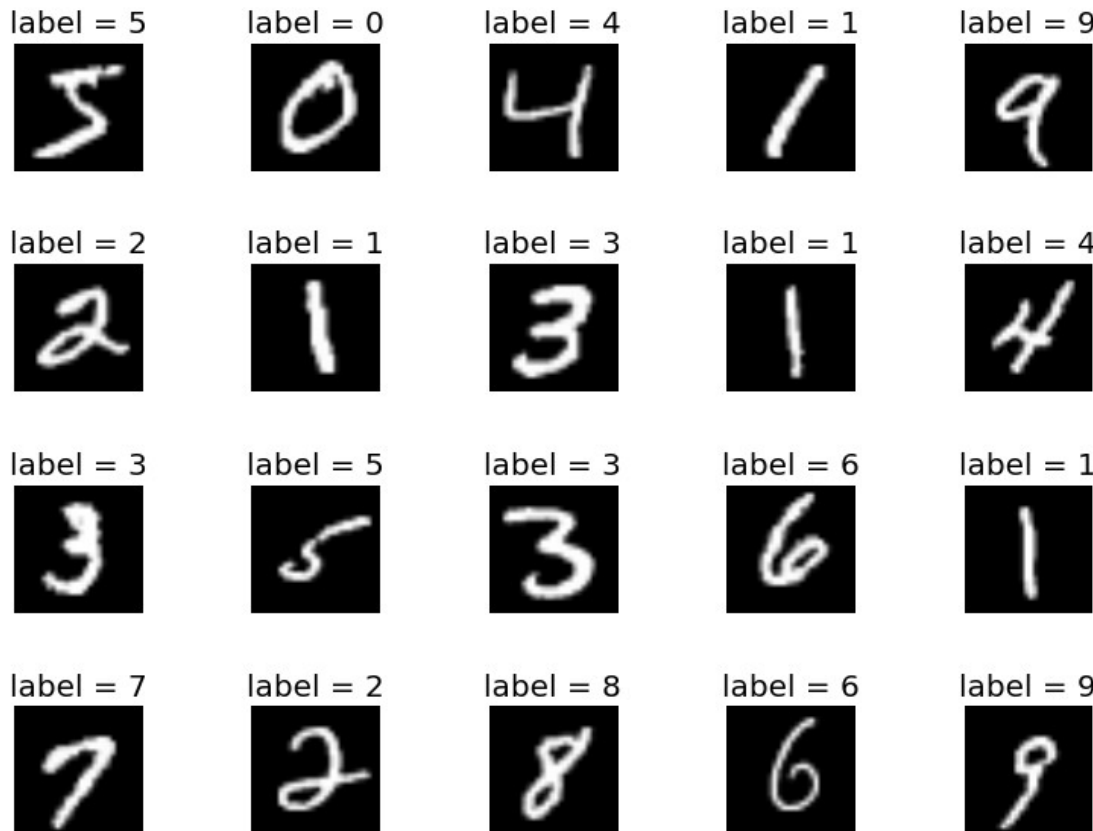 label = 5 label = 0 label = 4 label = 1 label = 9
5 0 4 1 9
label = 2 label = 1 label = 3 label = 1 label = 4
2 1 3 1 4
label = 3 label = 5 label = 3 label = 6 label = 1
3 5 3 6 1
label = 7 label = 2 label = 8 label = 6 label = 9
7 2 8 6 9